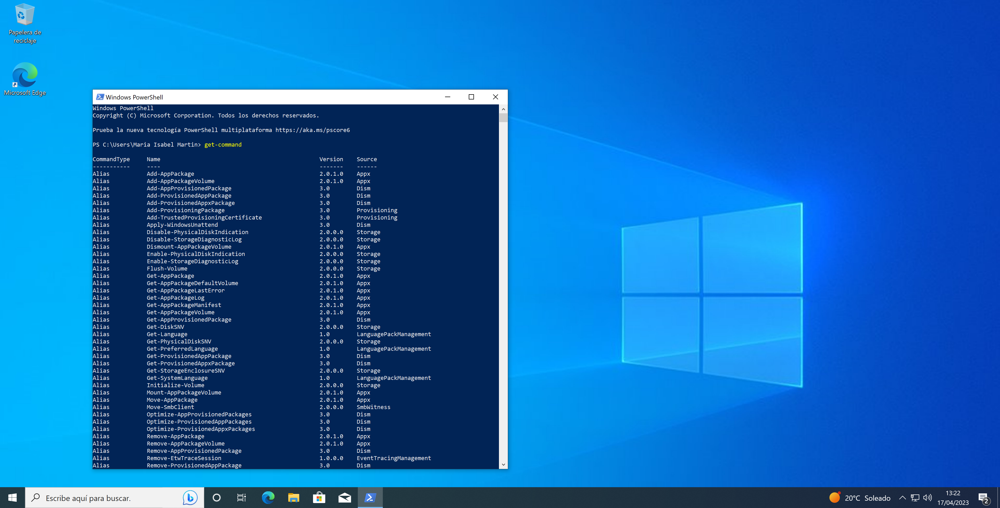 Papelera de
reciclaje
Microsoft Edge
Windows PowerShell
Windows PowerShell
Copyright (C) Microsoft Corporation. Todos los derechos reservados.
Prueba la nueva tecnología PowerShell multiplataforma https://aka.ms/pscore6
PS C:\Users\Maria Isabel Martin> get-command
CommandType Name Version Source
----------- ---- ------- ------
Alias Add-AppPackage 2.0.1.0 Appx
Alias Add-AppPackageVolume 2.0.1.0 Appx
Alias Add-AppProvisionedPackage 3.0 Dism
Alias Add-ProvisionedAppPackage 3.0 Dism
Alias Add-ProvisionedAppxPackage 3.0 Dism
Alias Add-ProvisioningPackage 3.0 Provisioning
Alias Add-TrustedProvisioningCertificate 3.0 Provisioning
Alias Apply-WindowsUnattend 3.0 Dism
Alias Disable-PhysicalDiskIndication 2.0.0.0 Storage
Alias Disable-StorageDiagnosticLog 2.0.0.0 Storage
Alias Dismount-AppPackageVolume 2.0.1.0 Appx
Alias Enable-PhysicalDiskIndication 2.0.0.0 Storage
Alias Enable-StorageDiagnosticLog 2.0.0.0 Storage
Alias Flush-Volume 2.0.0.0 Storage
Alias Get-AppPackage 2.0.1.0 Appx
Alias Get-AppPackageDefaultVolume 2.0.1.0 Appx
Alias Get-AppPackageLastError 2.0.1.0 Appx
Alias Get-AppPackageLog 2.0.1.0 Appx
Alias Get-AppPackageManifest 2.0.1.0 Appx
Alias Get-AppPackageVolume 2.0.1.0 Appx
Alias Get-AppProvisionedPackage 3.0 Dism
Alias Get-DiskSNV 2.0.0.0 Storage
Alias Get-Language 1.0 LanguagePackManagement
Alias Get-PhysicalDiskSNV 2.0.0.0 Storage
Alias Get-PreferredLanguage 1.0 LanguagePackManagement
Alias Get-ProvisionedAppPackage 3.0 Dism
Alias Get-ProvisionedAppxPackage 3.0 Dism
Alias Get-StorageEnclosureSNV 2.0.0.0 Storage
Alias Get-SystemLanguage 1.0 LanguagePackManagement
Alias Initialize-Volume 2.0.0.0 Storage
Alias Mount-AppPackageVolume 2.0.1.0 Appx
Alias Move-AppPackage 2.0.1.0 Appx
Alias Move-SmbClient 2.0.0.0 SmbWitness
Alias Optimize-AppProvisionedPackages 3.0 Dism
Alias Optimize-ProvisionedAppPackages 3.0 Dism
Alias Optimize-ProvisionedAppxPackages 3.0 Dism
Alias Remove-AppPackage 2.0.1.0 Appx
Alias Remove-AppPackageVolume 2.0.1.0 Appx
Alias Remove-AppProvisionedPackage 3.0 Dism
Alias Remove-EtwTraceSession 1.0.0.0 EventTracingManagement
Alias Remove-ProvisionedAppPackage 3.0 Dism
Escribe aquí para buscar.
20°C Soleado
13:22
17/04/2023
2